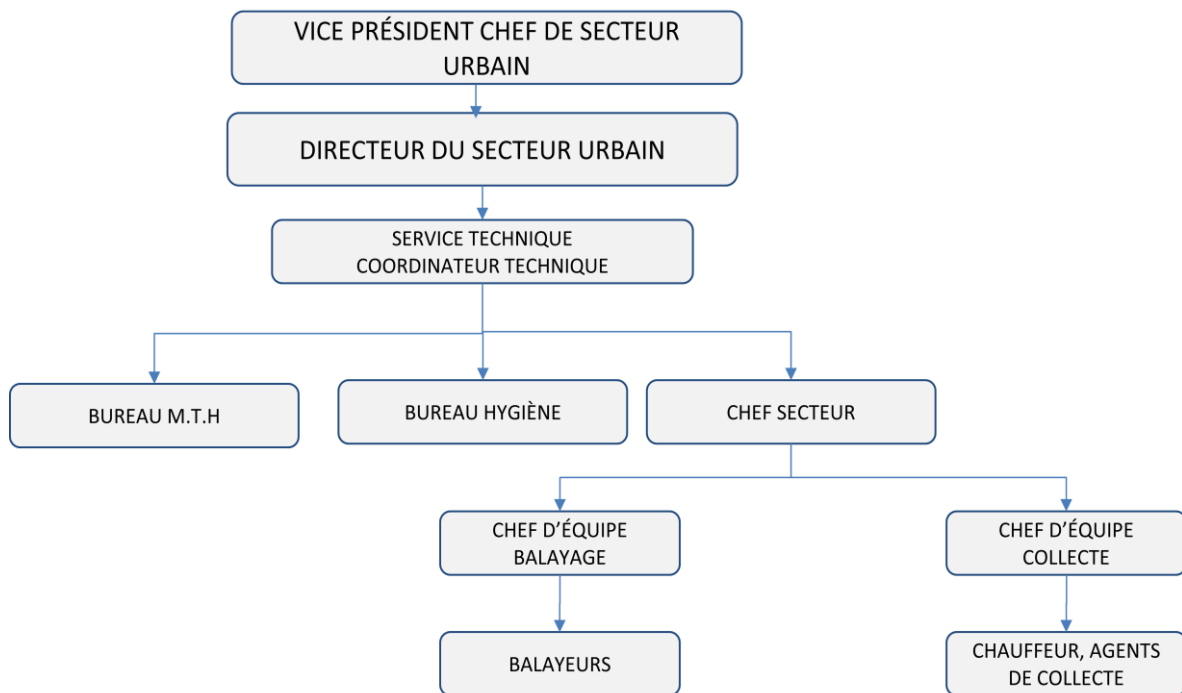 VICE PRÉSIDENT CHEF DE SECTEUR
URBAIN
DIRECTEUR DU SECTEUR URBAIN
SERVICE TECHNIQUE
COORDINATEUR TECHNIQUE
BUREAU M.T.H
BUREAU HYGIÈNE
CHEF SECTEUR
CHEF D’ÉQUIPE
BALAYAGE
CHEF D’ÉQUIPE
COLLECTE
BALAYEURS
CHAUFFEUR, AGENTS
DE COLLECTE